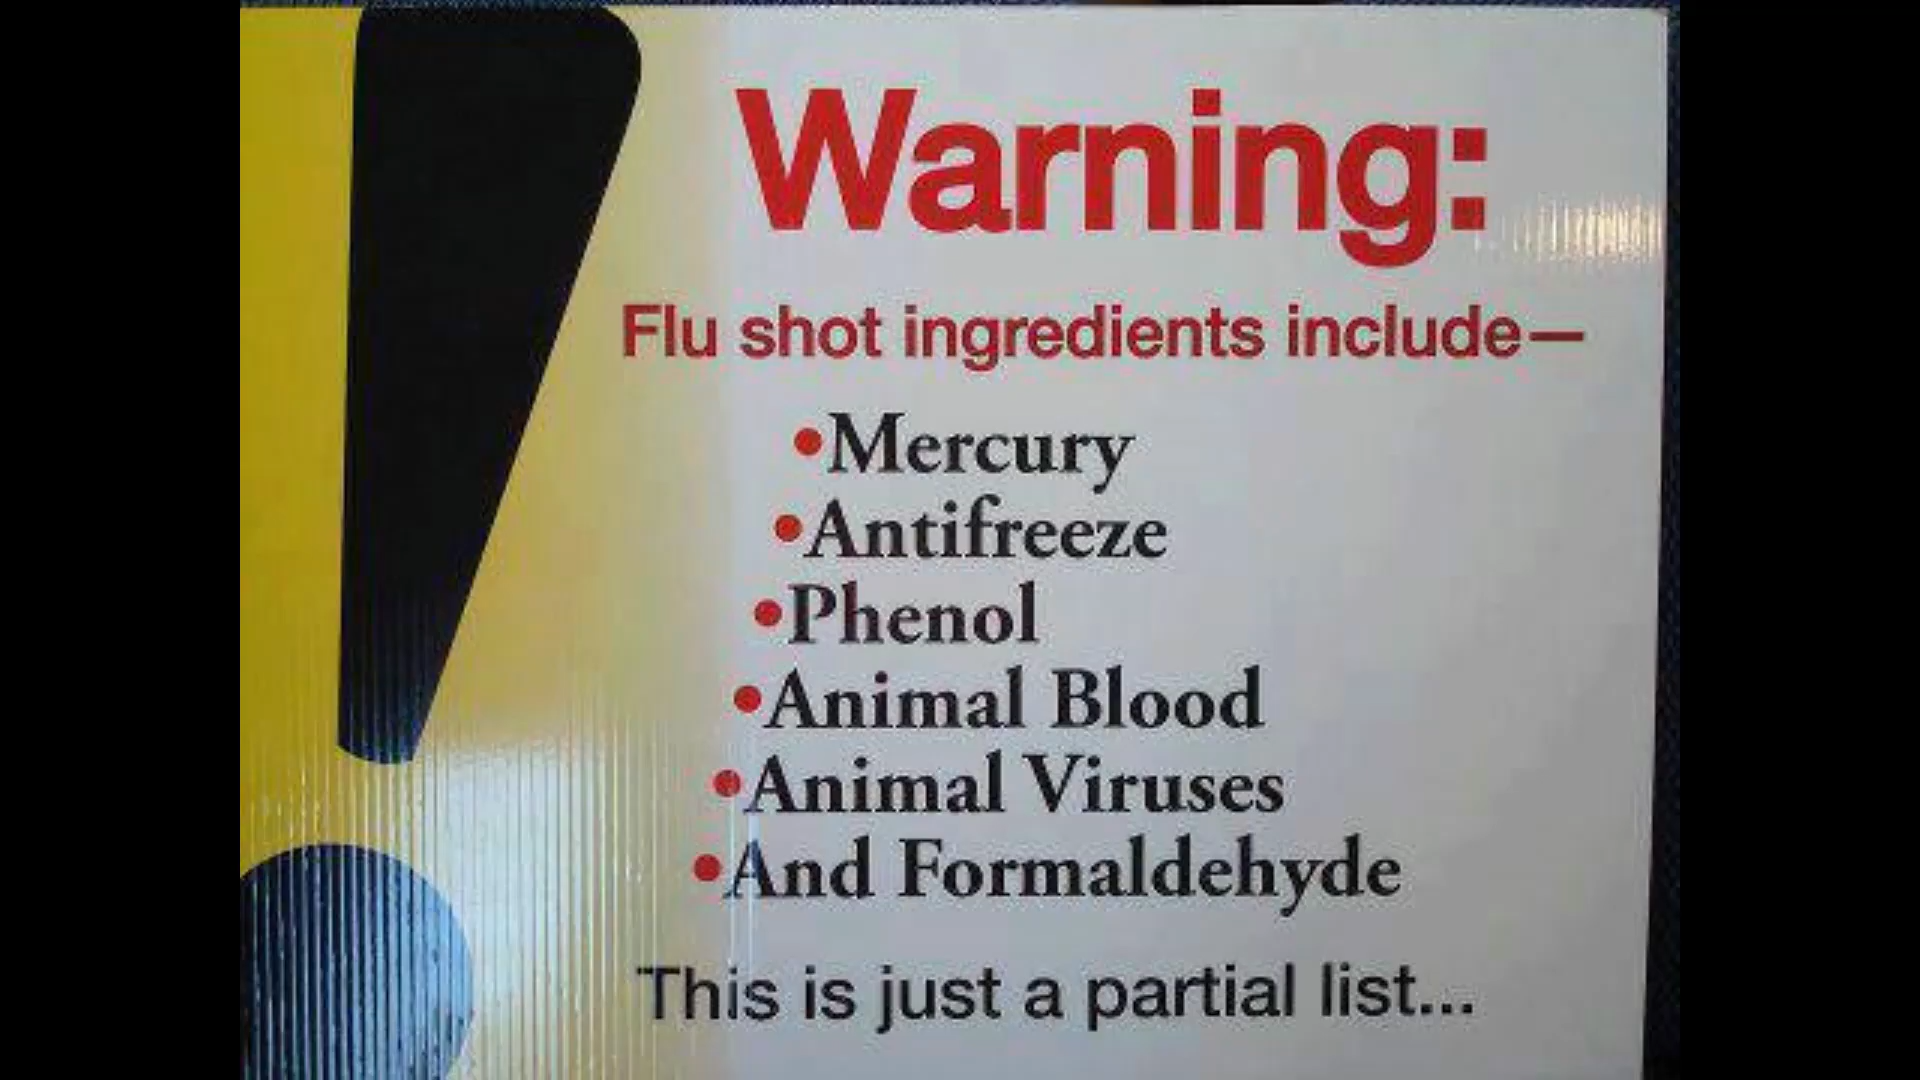 Warning:
Flu shot ingredients include—
•Mercury
•Antifreeze
•Phenol
•Animal Blood
•Animal Viruses
•And Formaldehyde
This is just a partial list...